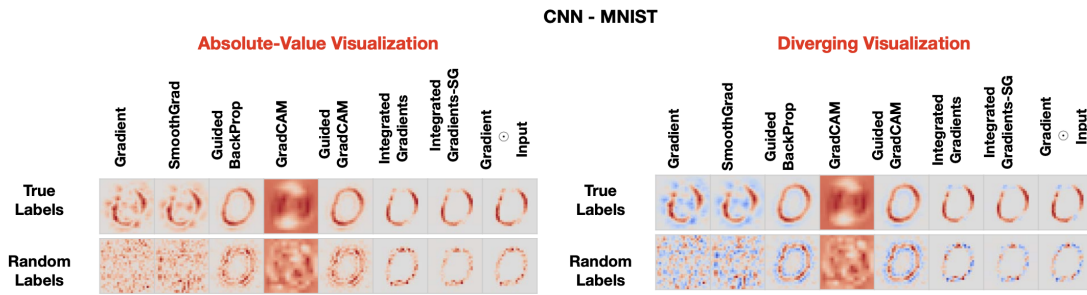 CNN - MNIST
Absolute-Value Visualization
Gradient
SmoothGrad
Guided
BackProp
GradCAM
Guided
GradCAM
Integrated
Gradients
Integrated
Gradients-SG
Gradient
⊙
Input
True
Labels
Random
Labels
Diverging Visualization
Gradient
SmoothGrad
Guided
BackProp
GradCAM
Guided
GradCAM
Integrated
Gradients
Integrated
Gradients-SG
Gradient
⊙
Input
True
Labels
Random
Labels